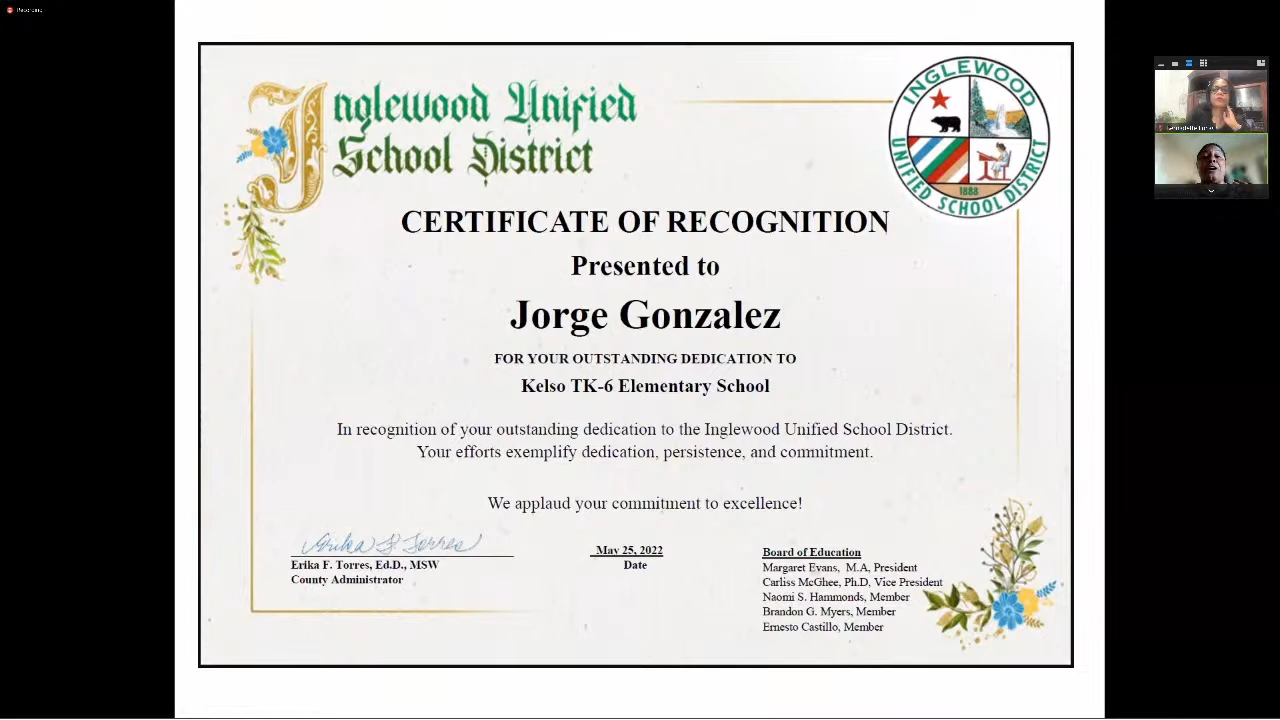 Recording
Inglewood Unified
School District
INGLEWOOD
UNIFIED SCHOOL DISTRICT
1888
CERTIFICATE OF RECOGNITION
Presented to
Jorge Gonzalez
FOR YOUR OUTSTANDING DEDICATION TO
Kelso TK-6 Elementary School
In recognition of your outstanding dedication to the Inglewood Unified School District.
Your efforts exemplify dedication, persistence, and commitment.
We applaud your commitment to excellence!
Erika F Torres
Erika F. Torres, Ed.D., MSW
County Administrator
May 25, 2022
Date
Board of Education
Margaret Evans, M.A, President
Carliss McGhee, Ph.D, Vice President
Naomi S. Hammonds, Member
Brandon G. Myers, Member
Ernesto Castillo, Member